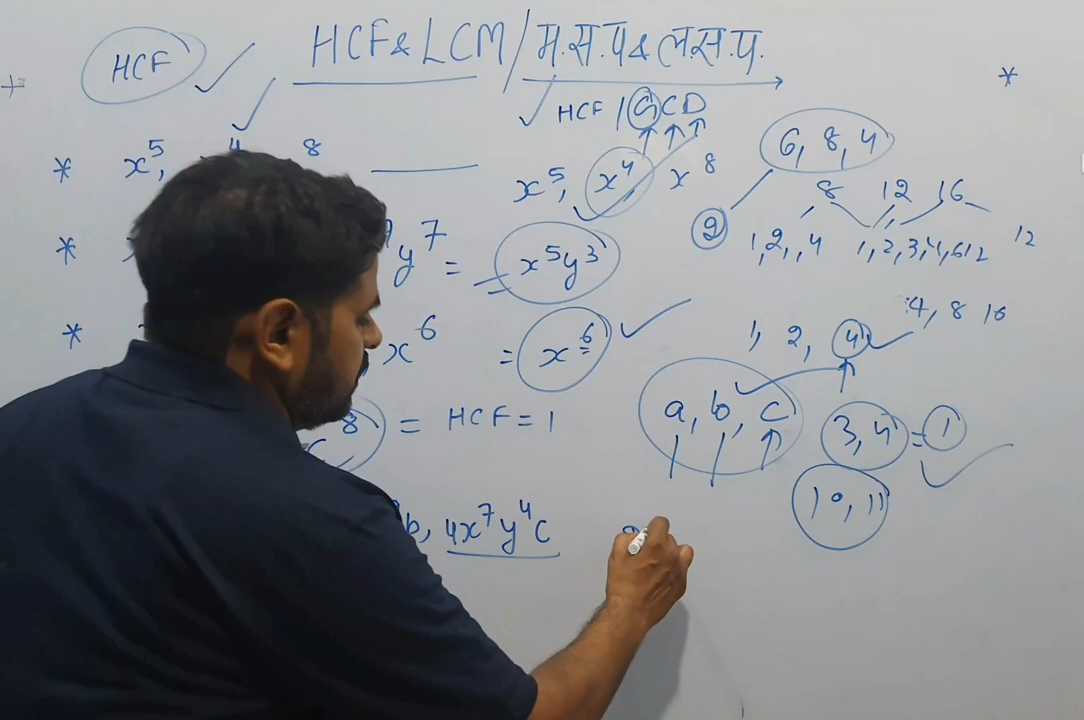 HCF HCF & LCM / म.स.प & ल.स.प. *
HCF / GCD
* x⁵, ⁴ ⁸
x⁵, x⁴ x⁸
6, 8, 4
2
8 12 16
1, 2, , 4 1, 2, 3, 4, 6 12 12
* y⁷ = x⁵y³
* x⁶ = x⁶
1, 2, 4 4, 8 16
⁸ = HCF = 1
a, b, c
3, 4 = 1
10, 11
b, 4x⁷y⁴c